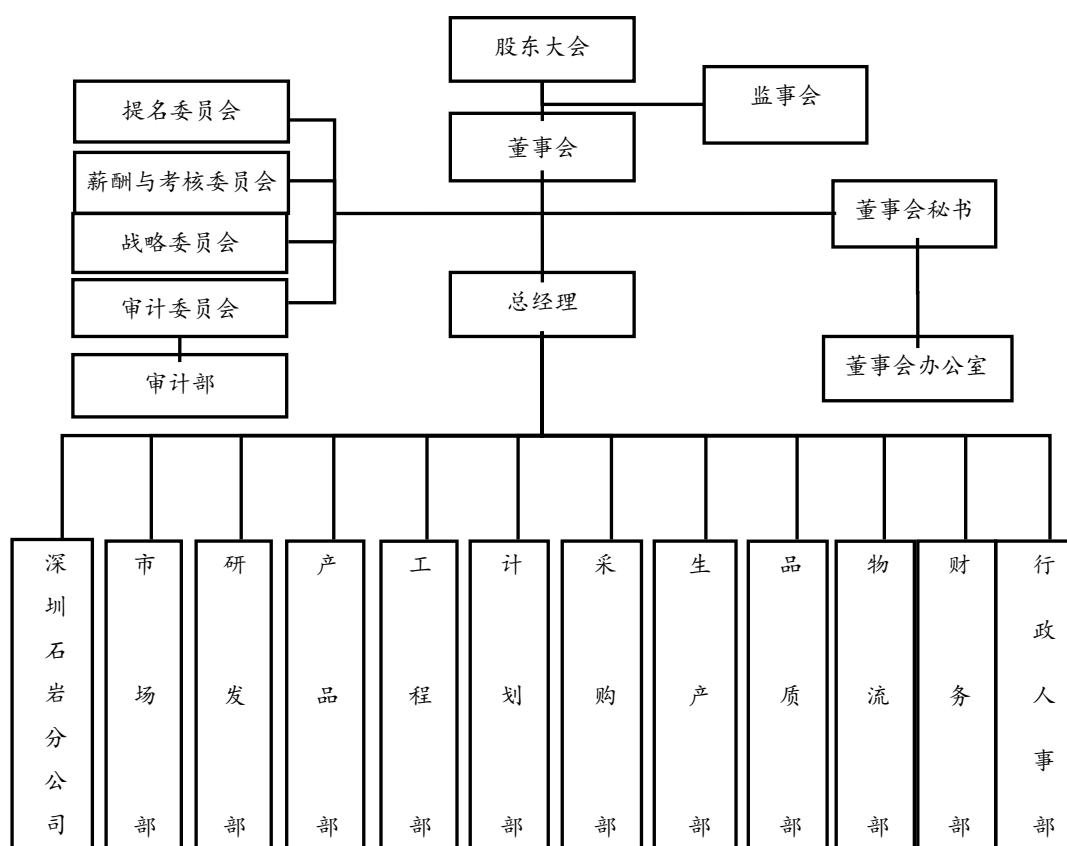 股东大会
监事会
提名委员会
董事会
薪酬与考核委员会
董事会秘书
战略委员会
总经理
审计委员会
董事会办公室
审计部
深圳石岩分公司
市场部
研发部
产品部
工程部
计划部
采购部
生产部
品质部
物流部
财务部
行政人事部